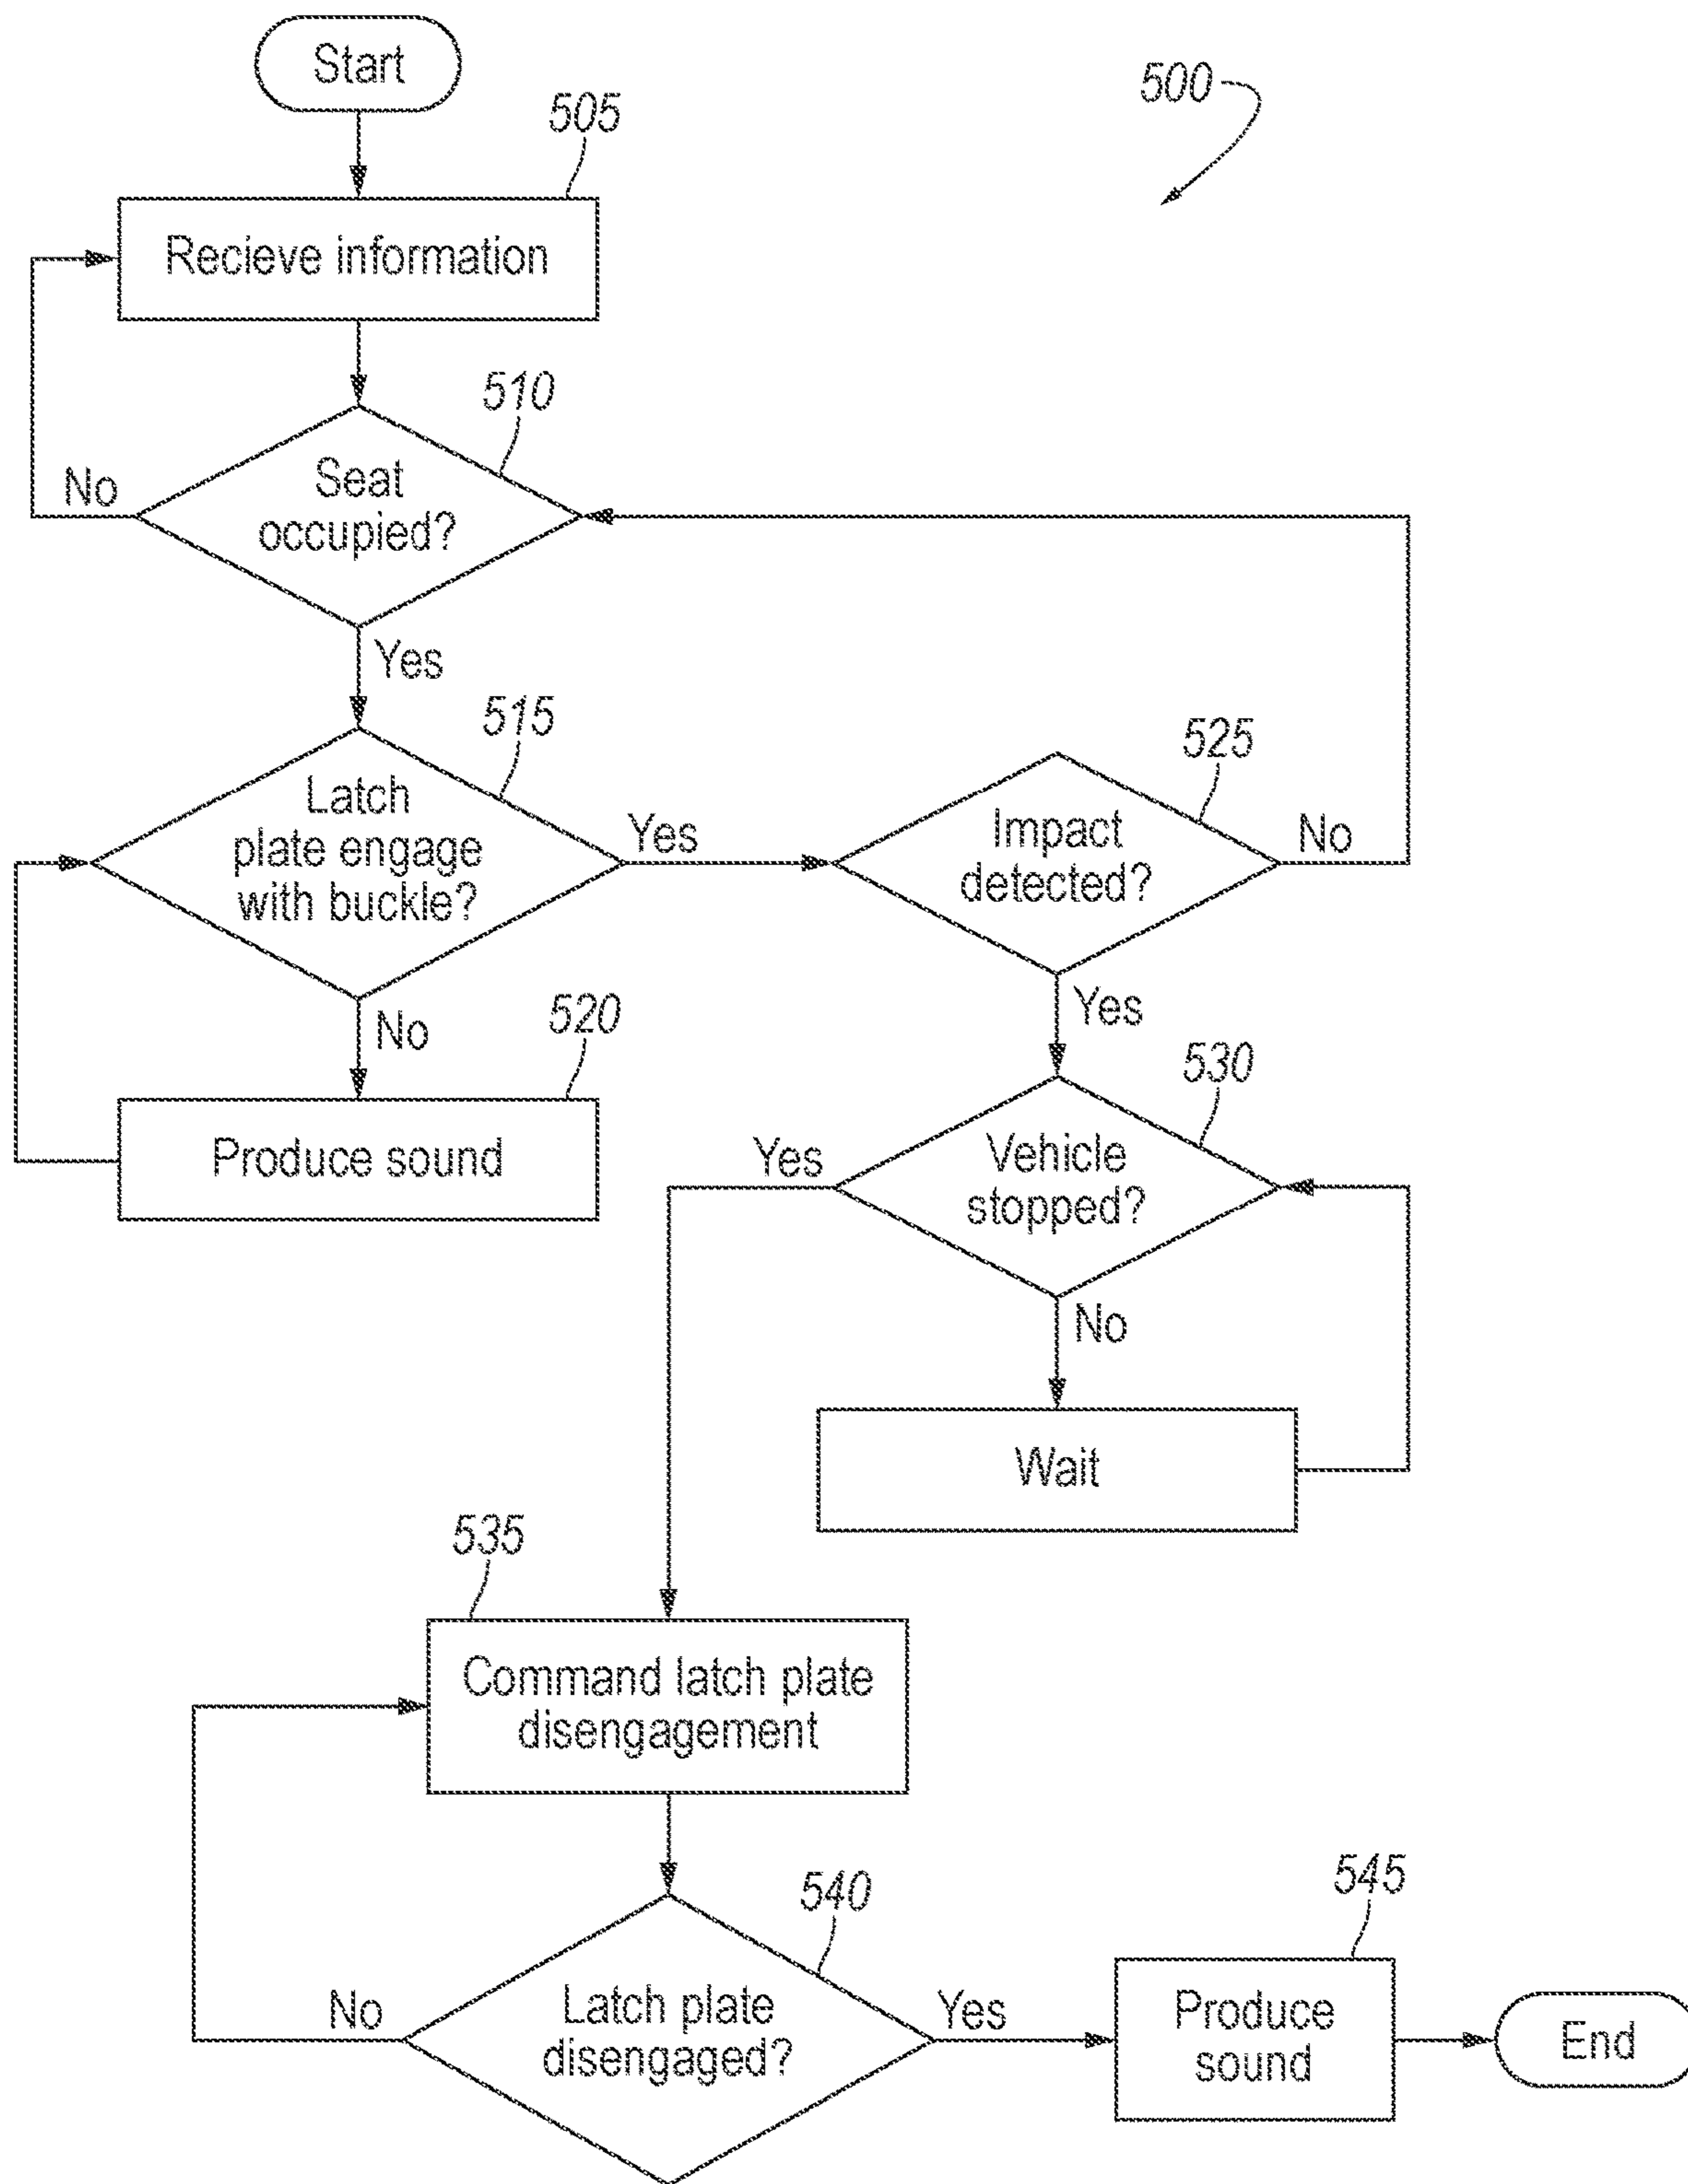 Start
500
505
Recieve information
510
Seat
occupied?
No
Yes
515
Latch
plate engage
with buckle?
Yes
525
Impact
detected?
No
No
Yes
520
Produce sound
530
Vehicle
stopped?
Yes
No
Wait
535
Command latch plate
disengagement
540
Latch plate
disengaged?
No
Yes
545
Produce
sound
End